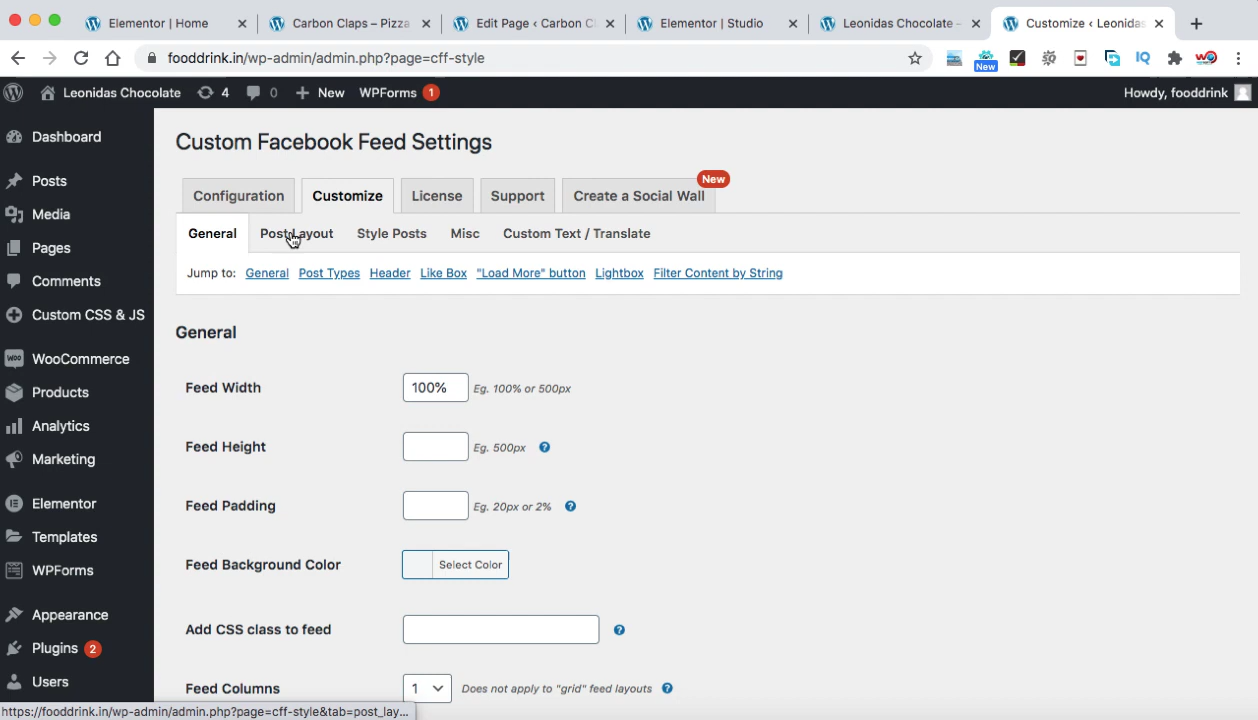 Elementor | Home
Carbon Claps – Pizza
Edit Page ‹ Carbon C
Elementor | Studio
Leonidas Chocolate –
Customize ‹ Leonidas
fooddrink.in/wp-admin/admin.php?page=cff-style
New
IQ
Leonidas Chocolate
4
0
New
WPForms
1
Howdy, fooddrink
Dashboard
Posts
Media
Pages
Comments
Custom CSS & JS
WooCommerce
Products
Analytics
Marketing
Elementor
Templates
WPForms
Appearance
Plugins 2
Users
Custom Facebook Feed Settings
Configuration
Customize
License
Support
Create a Social Wall
New
General
Post Layout
Style Posts
Misc
Custom Text / Translate
Jump to: General Post Types Header Like Box "Load More" button Lightbox Filter Content by String
General
Feed Width 100% Eg. 100% or 500px
Feed Height Eg. 500px ?
Feed Padding Eg. 20px or 2% ?
Feed Background Color Select Color
Add CSS class to feed ?
Feed Columns 1 Does not apply to "grid" feed layouts ?
https://fooddrink.in/wp-admin/admin.php?page=cff-style&tab=post_lay...